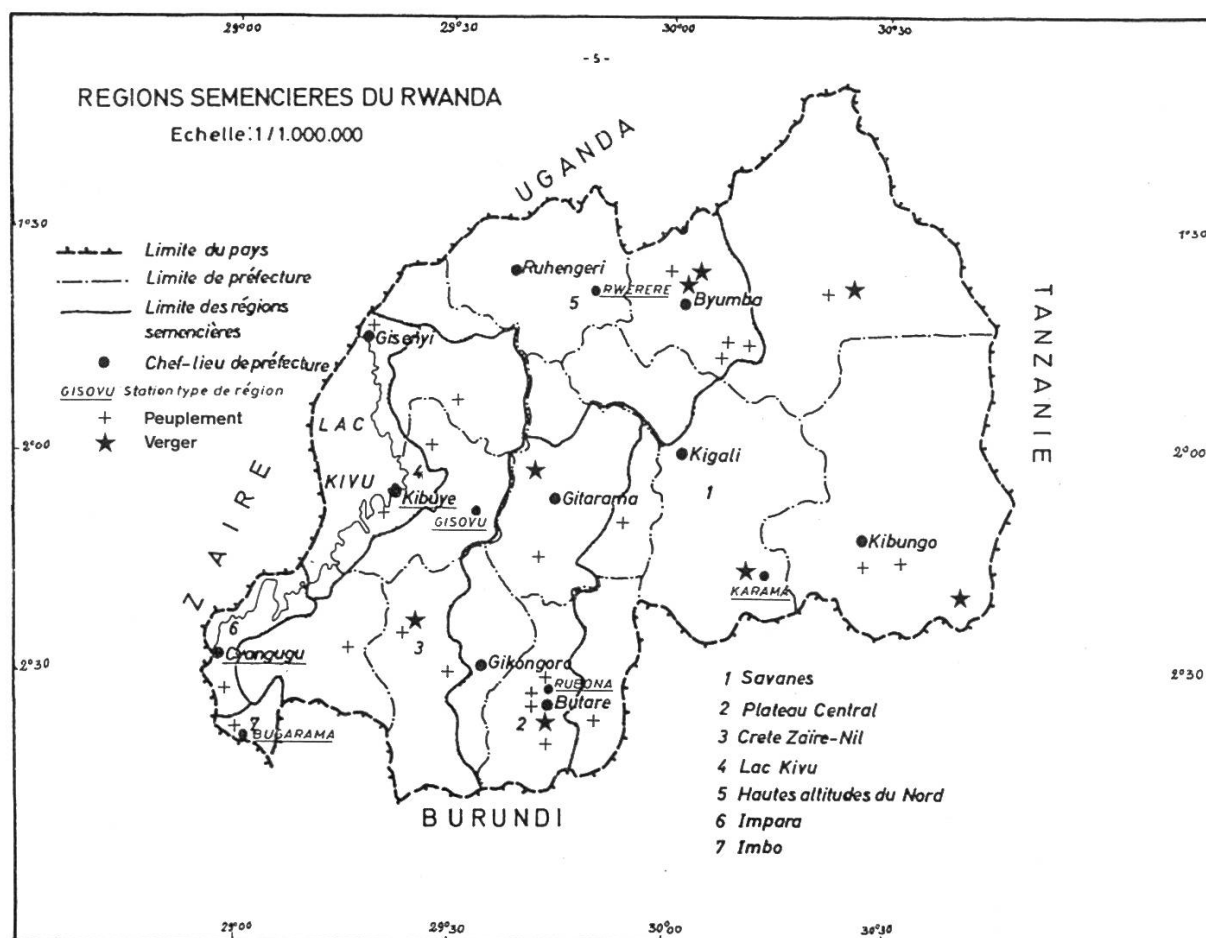 29°00 29°30 30°00 30°30
- 5 -
REGIONS SEMENCIERES DU RWANDA
Echelle: 1 / 1.000.000
UGANDA
1°30 1°30
Limite du pays
Limite de préfecture
Limite des régions
semencières
Chef-lieu de préfecture
GISOVU Station type de région
Peuplement
Verger
TANZANIE
Ruhengeri
RWERERE
5
Byumba
Gisenyi
LAC
KIVU
2°00 2°00
ZAIRE
4
Kibuye
GISOVU
Gitarama
Kigali
1
Kibungo
KARAMA
6
Cyangugu
3
Gikongoro
RUBONA
Butare
2
7
BUGARAMA
2°30 2°30
BURUNDI
1 Savanes
2 Plateau Central
3 Crete Zaïre-Nil
4 Lac Kivu
5 Hautes altitudes du Nord
6 Impara
7 Imbo
29°00 29°30 30°00 30°30